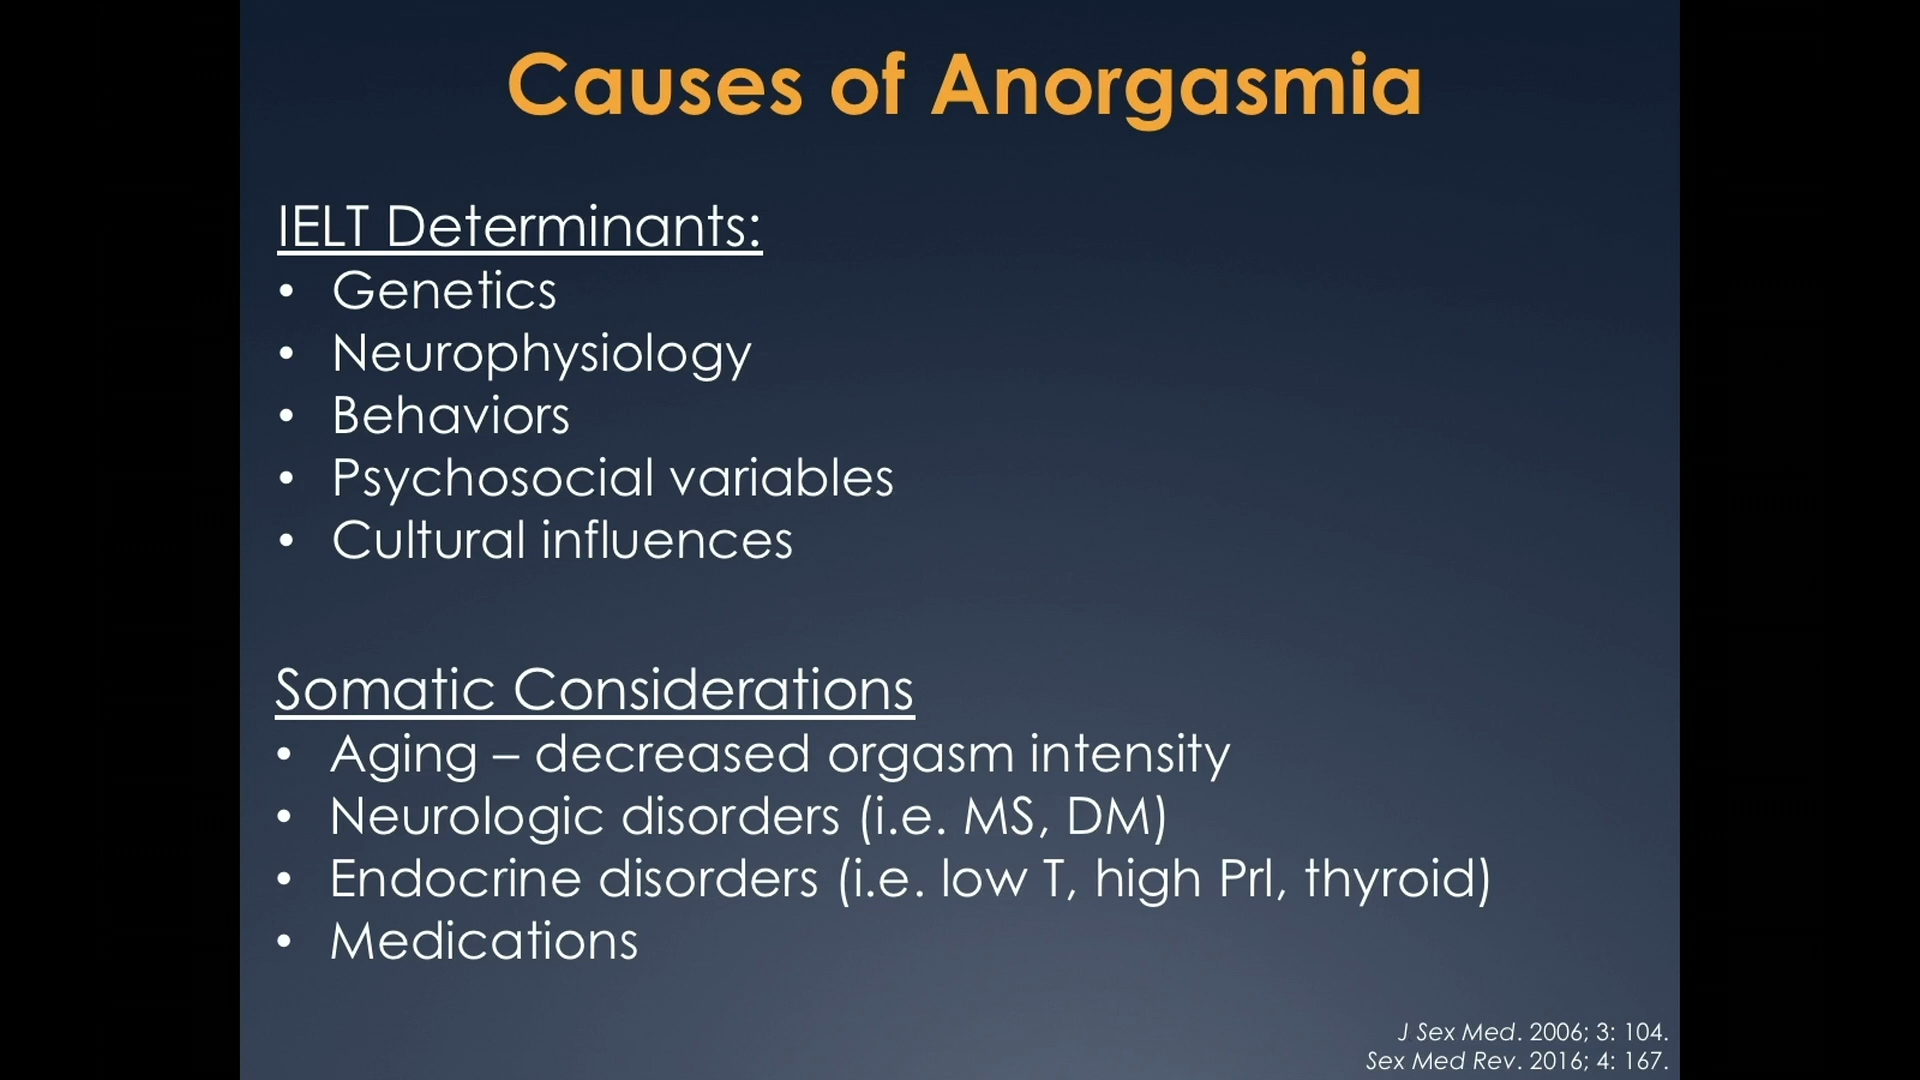 Causes of Anorgasmia
IELT Determinants:
• Genetics
• Neurophysiology
• Behaviors
• Psychosocial variables
• Cultural influences
Somatic Considerations
• Aging – decreased orgasm intensity
• Neurologic disorders (i.e. MS, DM)
• Endocrine disorders (i.e. low T, high Prl, thyroid)
• Medications
J Sex Med. 2006; 3: 104.
Sex Med Rev. 2016; 4: 167.